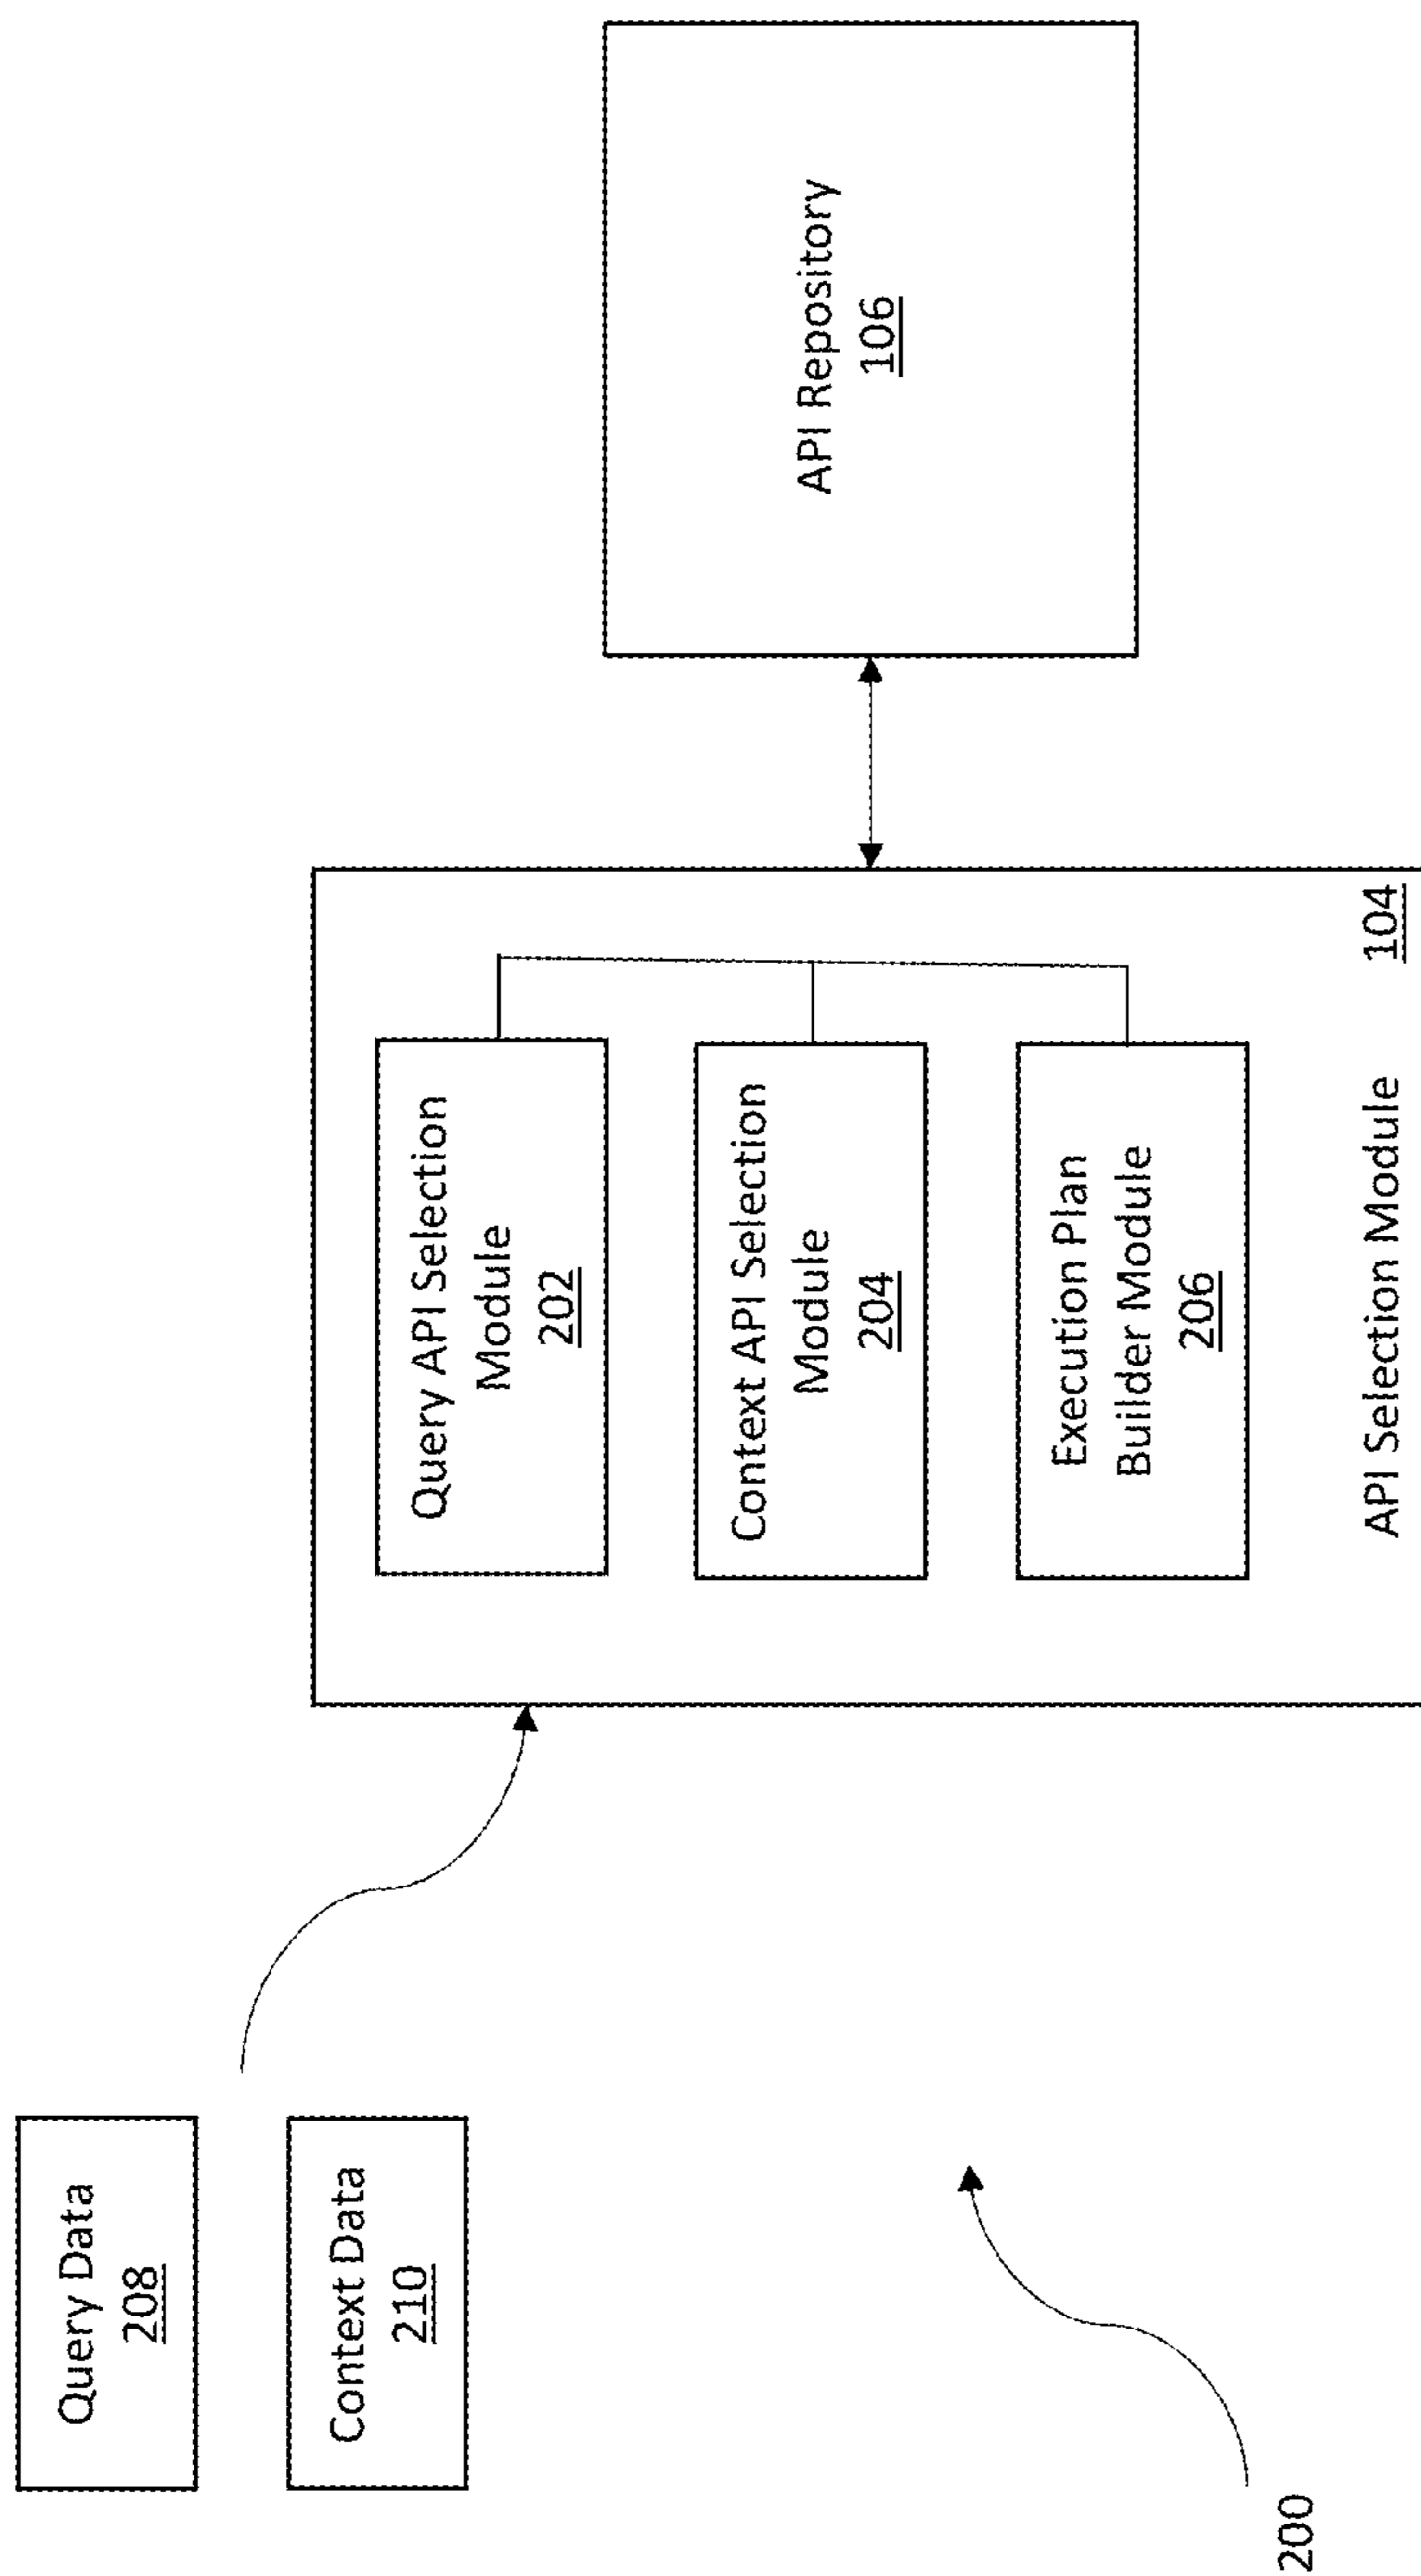 Query Data
208
Context Data
210
Query API Selection
Module
202
Context API Selection
Module
204
Execution Plan
Builder Module
206
API Selection Module
104
API Repository
106
200